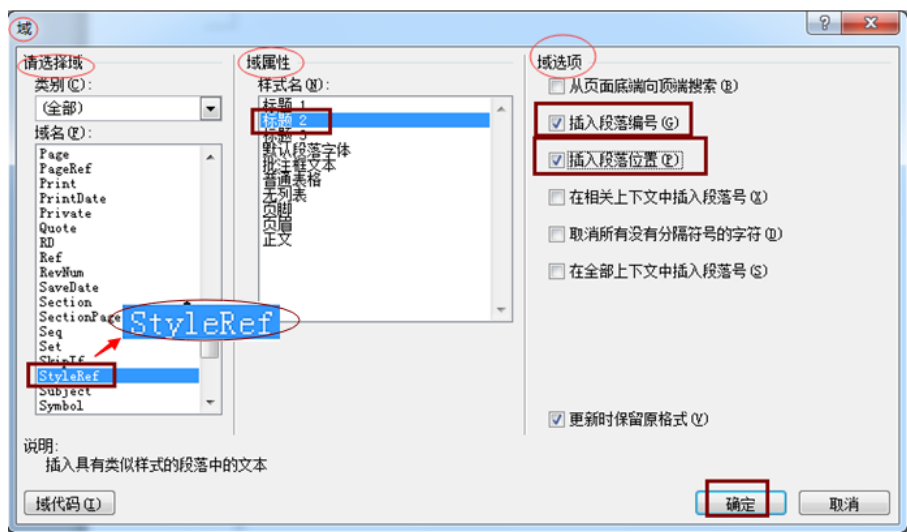 域
请选择域
类别(C):
(全部)
域名(F):
Page
PageRef
Print
PrintDate
Private
Quote
RD
Ref
RevNum
SaveDate
Section
SectionPage
Seq
Set
SkipIf
StyleRef
Subject
Symbol
StyleRef
域属性
样式名(N):
标题 1
标题 2
标题 3
默认段落字体
批注框文本
普通表格
无列表
页脚
页眉
正文
域选项
从页面底端向顶端搜索(B)
插入段落编号(G)
插入段落位置(P)
在相关上下文中插入段落号(X)
取消所有没有分隔符号的字符(D)
在全部上下文中插入段落号(S)
更新时保留原格式(V)
说明:
插入具有类似样式的段落中的文本
域代码(I)
确定
取消